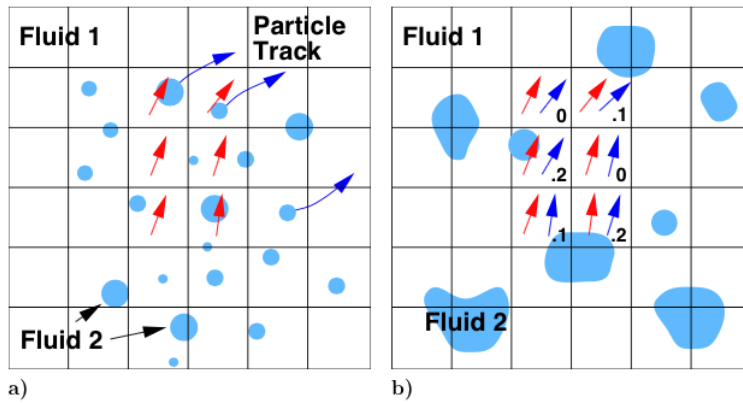 Fluid 1
Particle
Track
Fluid 2
a)
Fluid 1
0
.1
.2
0
.1
.2
Fluid 2
b)